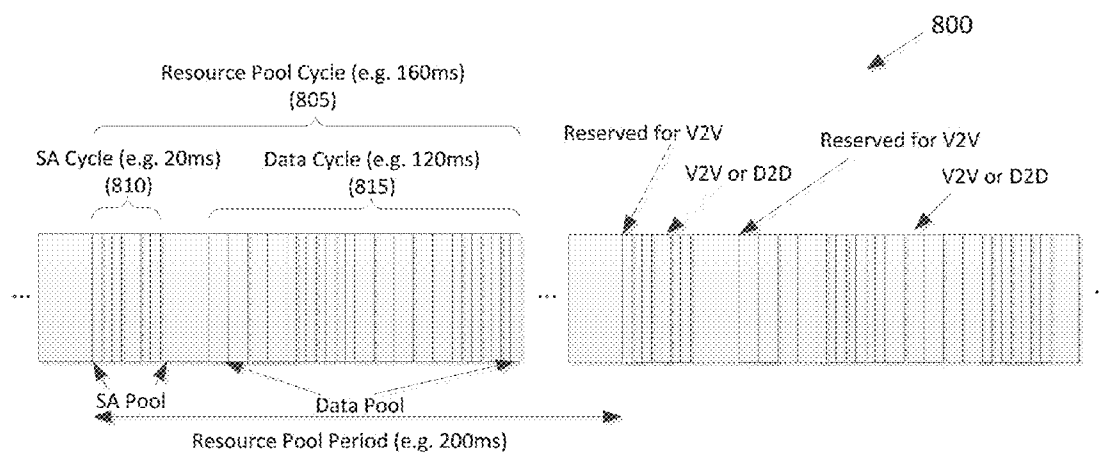 800
Resource Pool Cycle (e.g. 160ms)
(805)
SA Cycle (e.g. 20ms)
(810)
Data Cycle (e.g. 120ms)
(815)
Reserved for V2V
V2V or D2D
Reserved for V2V
V2V or D2D
...
...
.
SA Pool
Data Pool
Resource Pool Period (e.g. 200ms)